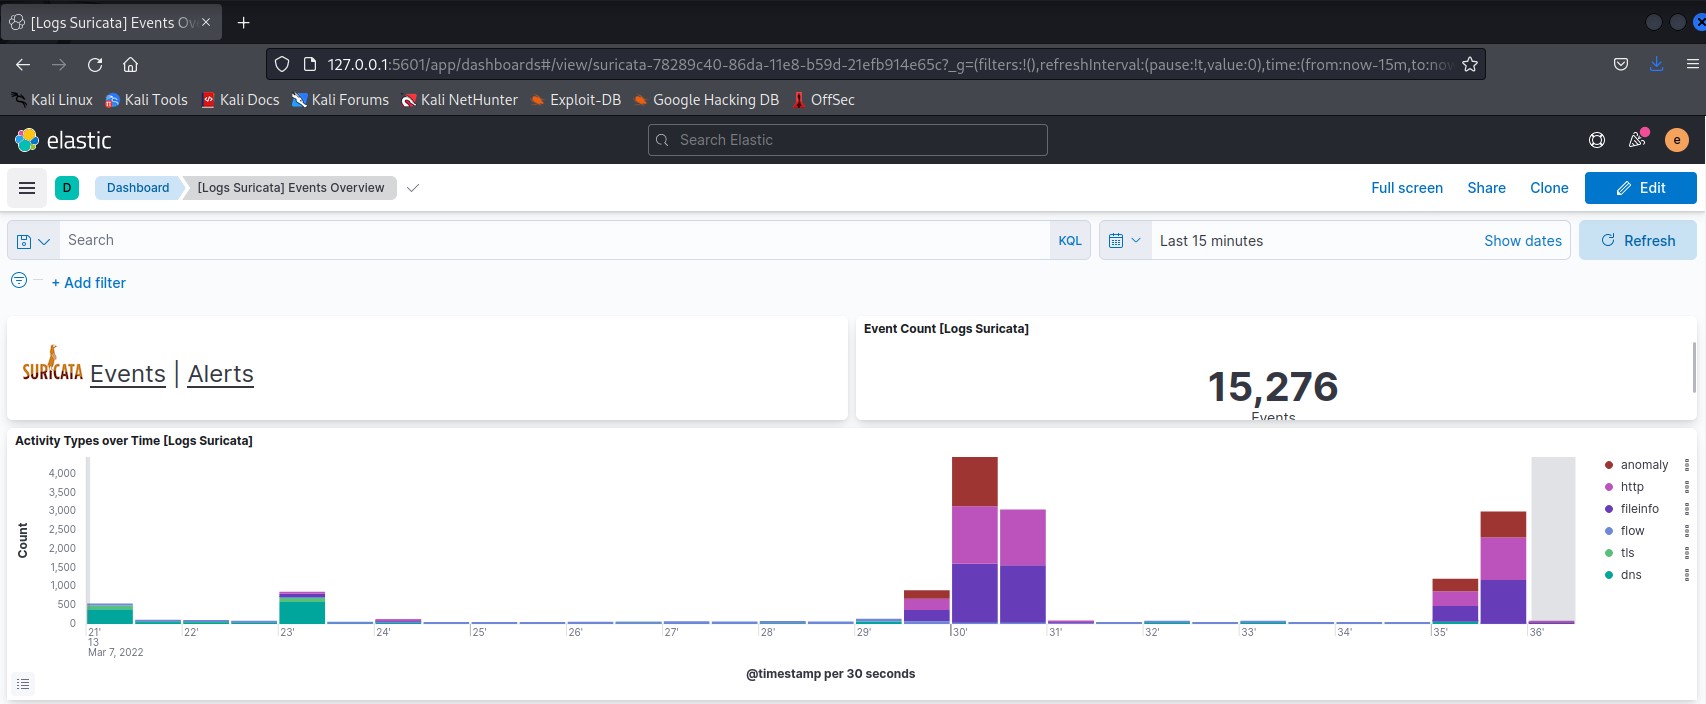 [Logs Suricata] Events Ov
127.0.0.1:5601/app/dashboards#/view/suricata-78289c40-86da-11e8-b59d-21efb914e65c?_g=(filters:!(),refreshInterval:(pause:!t,value:0),time:(from:now-15m,to:now
Kali Linux Kali Tools Kali Docs Kali Forums Kali NetHunter Exploit-DB Google Hacking DB OffSec
elastic Search Elastic e
D Dashboard [Logs Suricata] Events Overview Full screen Share Clone Edit
Search KQL Last 15 minutes Show dates Refresh
+ Add filter
SURICATA Events | Alerts
Event Count [Logs Suricata]
15,276
Events
Activity Types over Time [Logs Suricata]
Count
4,000
3,500
3,000
2,500
2,000
1,500
1,000
500
0
21' 22' 23' 24' 25' 26' 27' 28' 29' 30' 31' 32' 33' 34' 35' 36'
13
Mar 7, 2022
@timestamp per 30 seconds
anomaly
http
fileinfo
flow
tls
dns